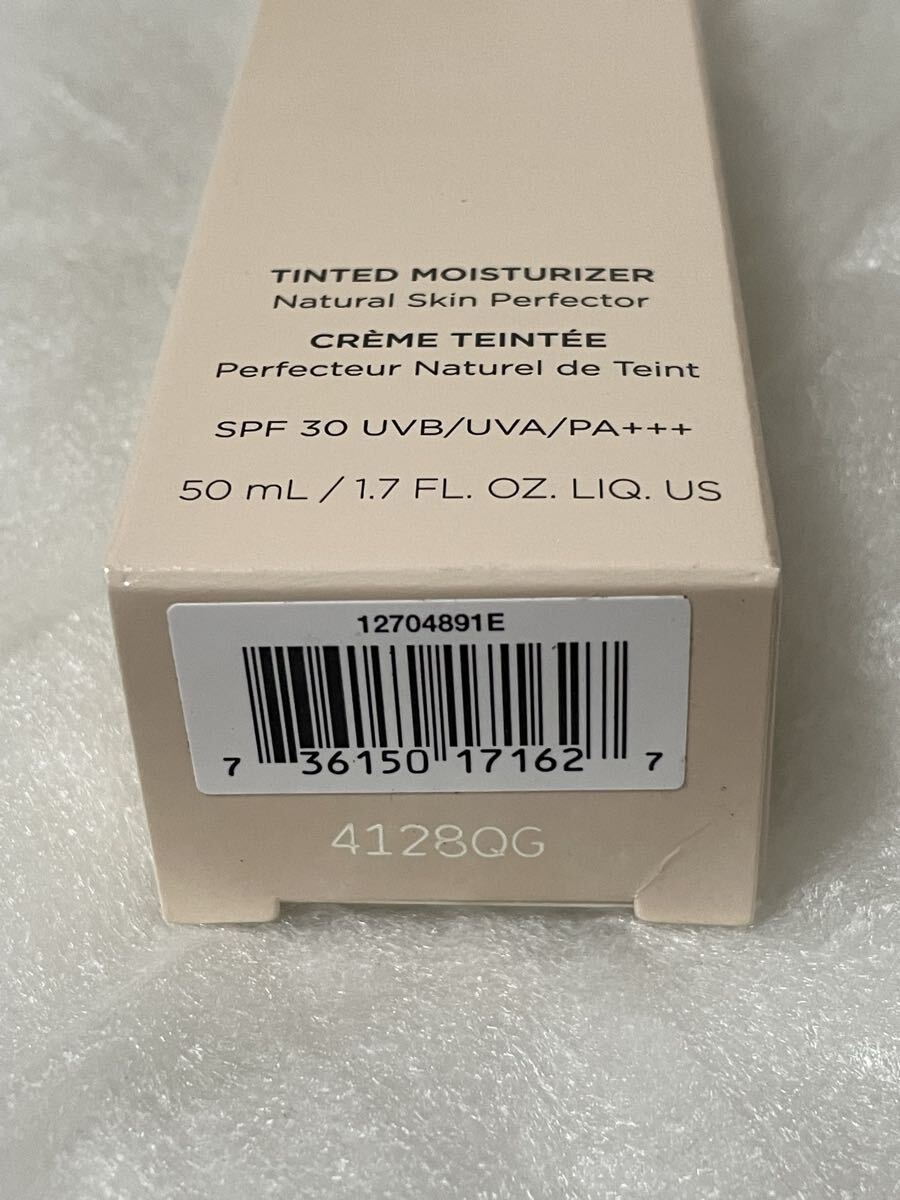 TINTED MOISTURIZER
Natural Skin Perfector
CRÈME TEINTÉE
Perfecteur Naturel de Teint
SPF 30 UVB/UVA/PA+++
50 mL / 1.7 FL. OZ. LIQ. US
12704891E
7 36150 17162 7
4128QG